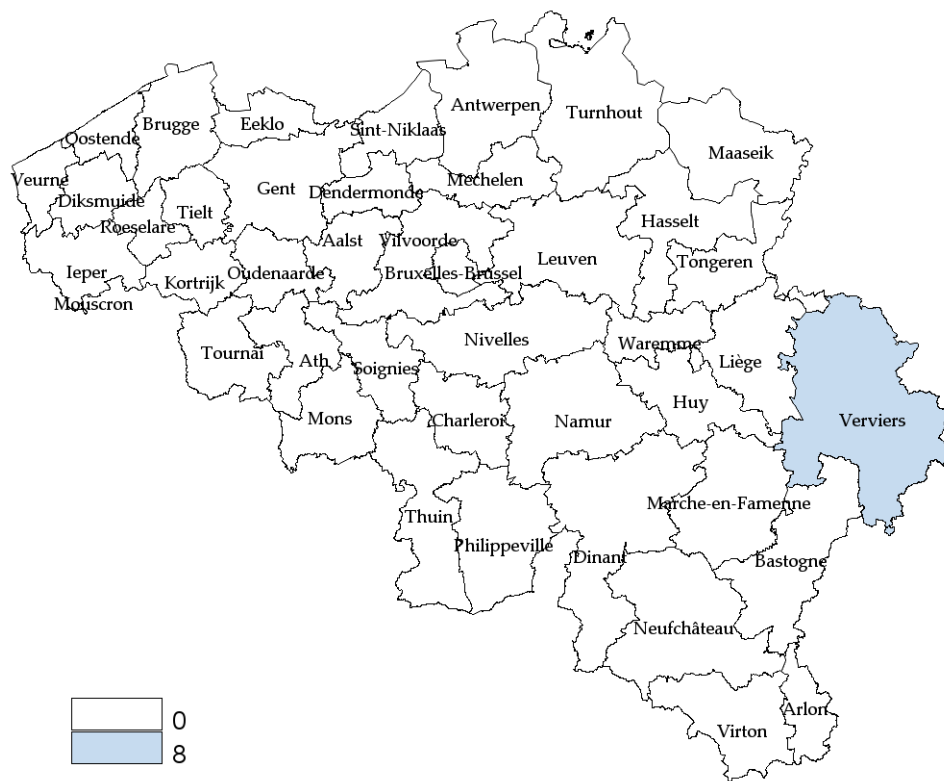 Antwerpen
Turnhout
Brugge
Eeklo
Sint-Niklaas
Oostende
Maaseik
Veurne
Mechelen
Gent
Dendermonde
Diksmuide
Tielt
Roeselare
Hasselt
Aalst
Vilvoorde
Leuven
Tongeren
Ieper
Kortrijk
Oudenaarde
Bruxelles-Brussel
Mouscron
Nivelles
Waremme
Tournai
Ath
Soignies
Liège
Huy
Mons
Charleroi
Namur
Verviers
Marche-en-Famenne
Thuin
Philippeville
Dinant
Bastogne
Neufchâteau
Arlon
Virton
0
8